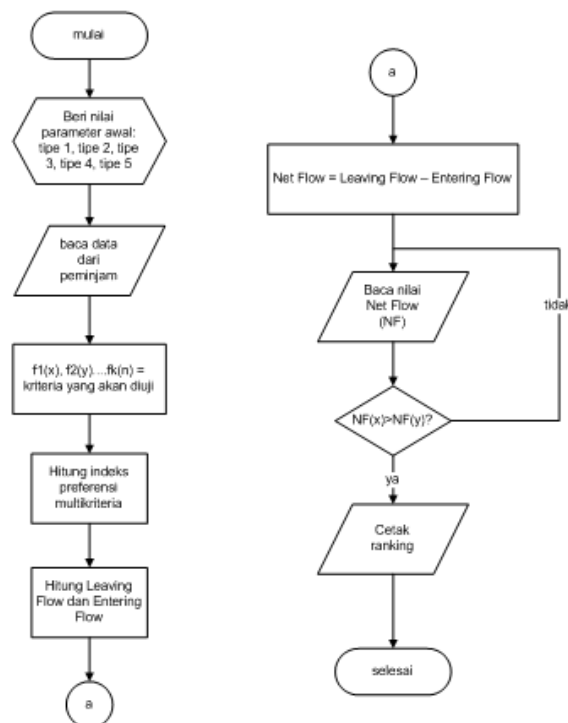 mulai
Beri nilai
parameter awal:
tipe 1, tipe 2, tipe
3, tipe 4, tipe 5
baca data
dari
peminjam
f1(x), f2(y)....fk(n) =
kriteria yang akan diuji
Hitung indeks
preferensi
multikriteria
Hitung Leaving
Flow dan Entering
Flow
a
a
Net Flow = Leaving Flow – Entering Flow
Baca nilai
Net Flow
(NF)
tidak
NF(x)>NF(y)?
ya
Cetak
ranking
selesai